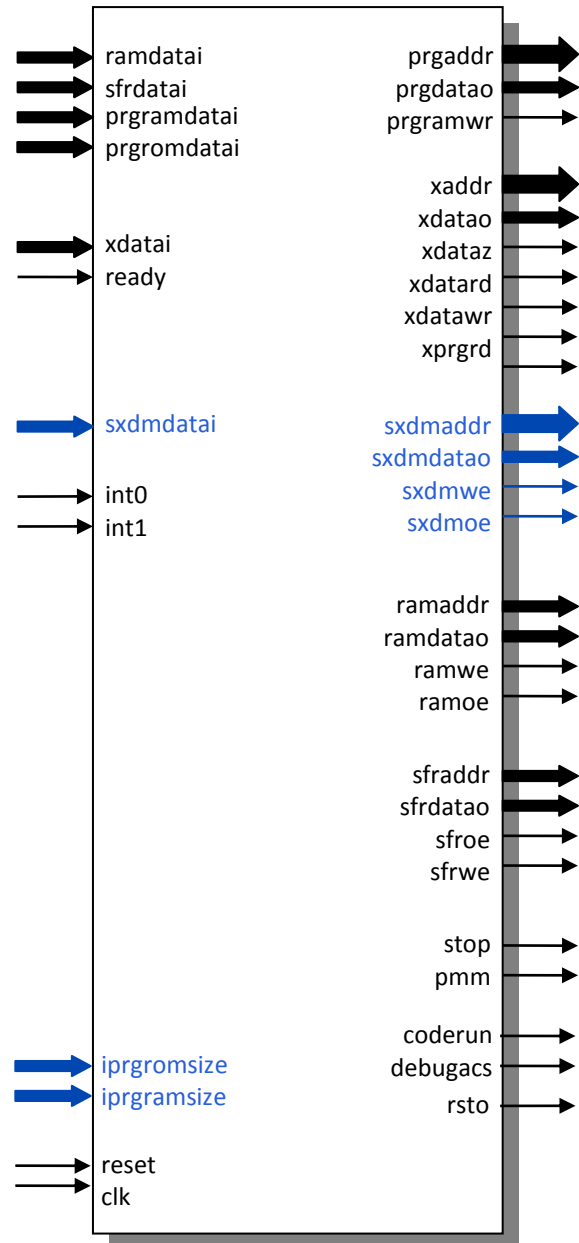 ramdatai
sfrdatai
prgramdatai
prgromdatai
xdatai
ready
sxdmdatai
int0
int1
iprgromsize
iprgramsize
reset
clk
prgaddr
prgdatao
prgramwr
xaddr
xdatao
xdataz
xdatard
xdatawr
xprgrd
sxdmaddr
sxdmdatao
sxdmwe
sxdmoe
ramaddr
ramdatao
ramwe
ramoe
sfraddr
sfrdatao
sfroe
sfrwe
stop
pmm
coderun
debugacs
rsto